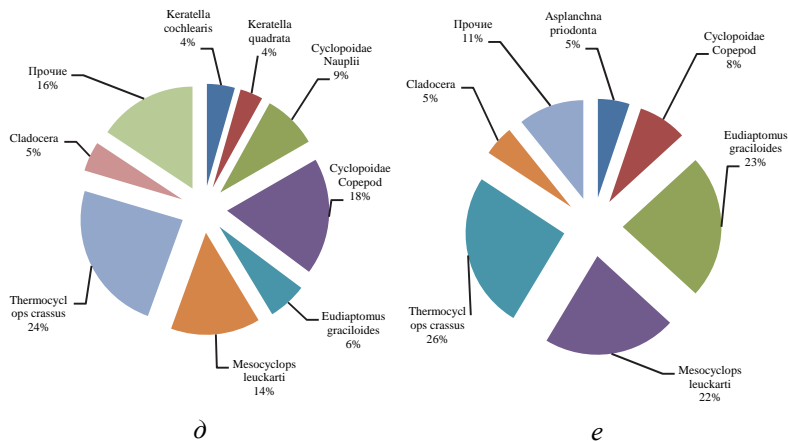 Keratella
cochlearis
4%
Keratella
quadrata
4%
Cyclopoidae
Nauplii
9%
Cyclopoidae
Copepod
18%
Eudiaptomus
graciloides
6%
Mesocyclops
leuckarti
14%
Thermocycl
ops crassus
24%
Cladocera
5%
Прочие
16%
д
Asplanchna
priodonta
5%
Cyclopoidae
Copepod
8%
Eudiaptomus
graciloides
23%
Mesocyclops
leuckarti
22%
Thermocycl
ops crassus
26%
Cladocera
5%
Прочие
11%
е